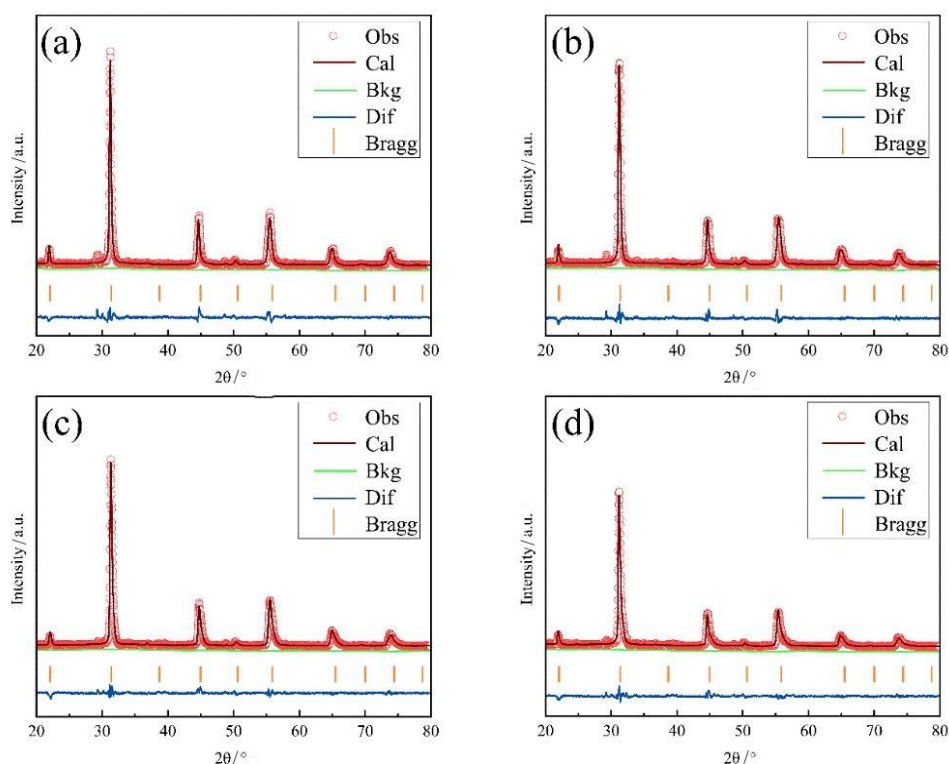 (a)
Obs
Cal
Bkg
Dif
Bragg
Intensity/a.u.
20 30 40 50 60 70 80
2θ/°
(b)
Obs
Cal
Bkg
Dif
Bragg
Intensity/a.u.
20 30 40 50 60 70 80
2θ/°
(c)
Obs
Cal
Bkg
Dif
Bragg
Intensity/a.u.
20 30 40 50 60 70 80
2θ/°
(d)
Obs
Cal
Bkg
Dif
Bragg
Intensity/a.u.
20 30 40 50 60 70 80
2θ/°